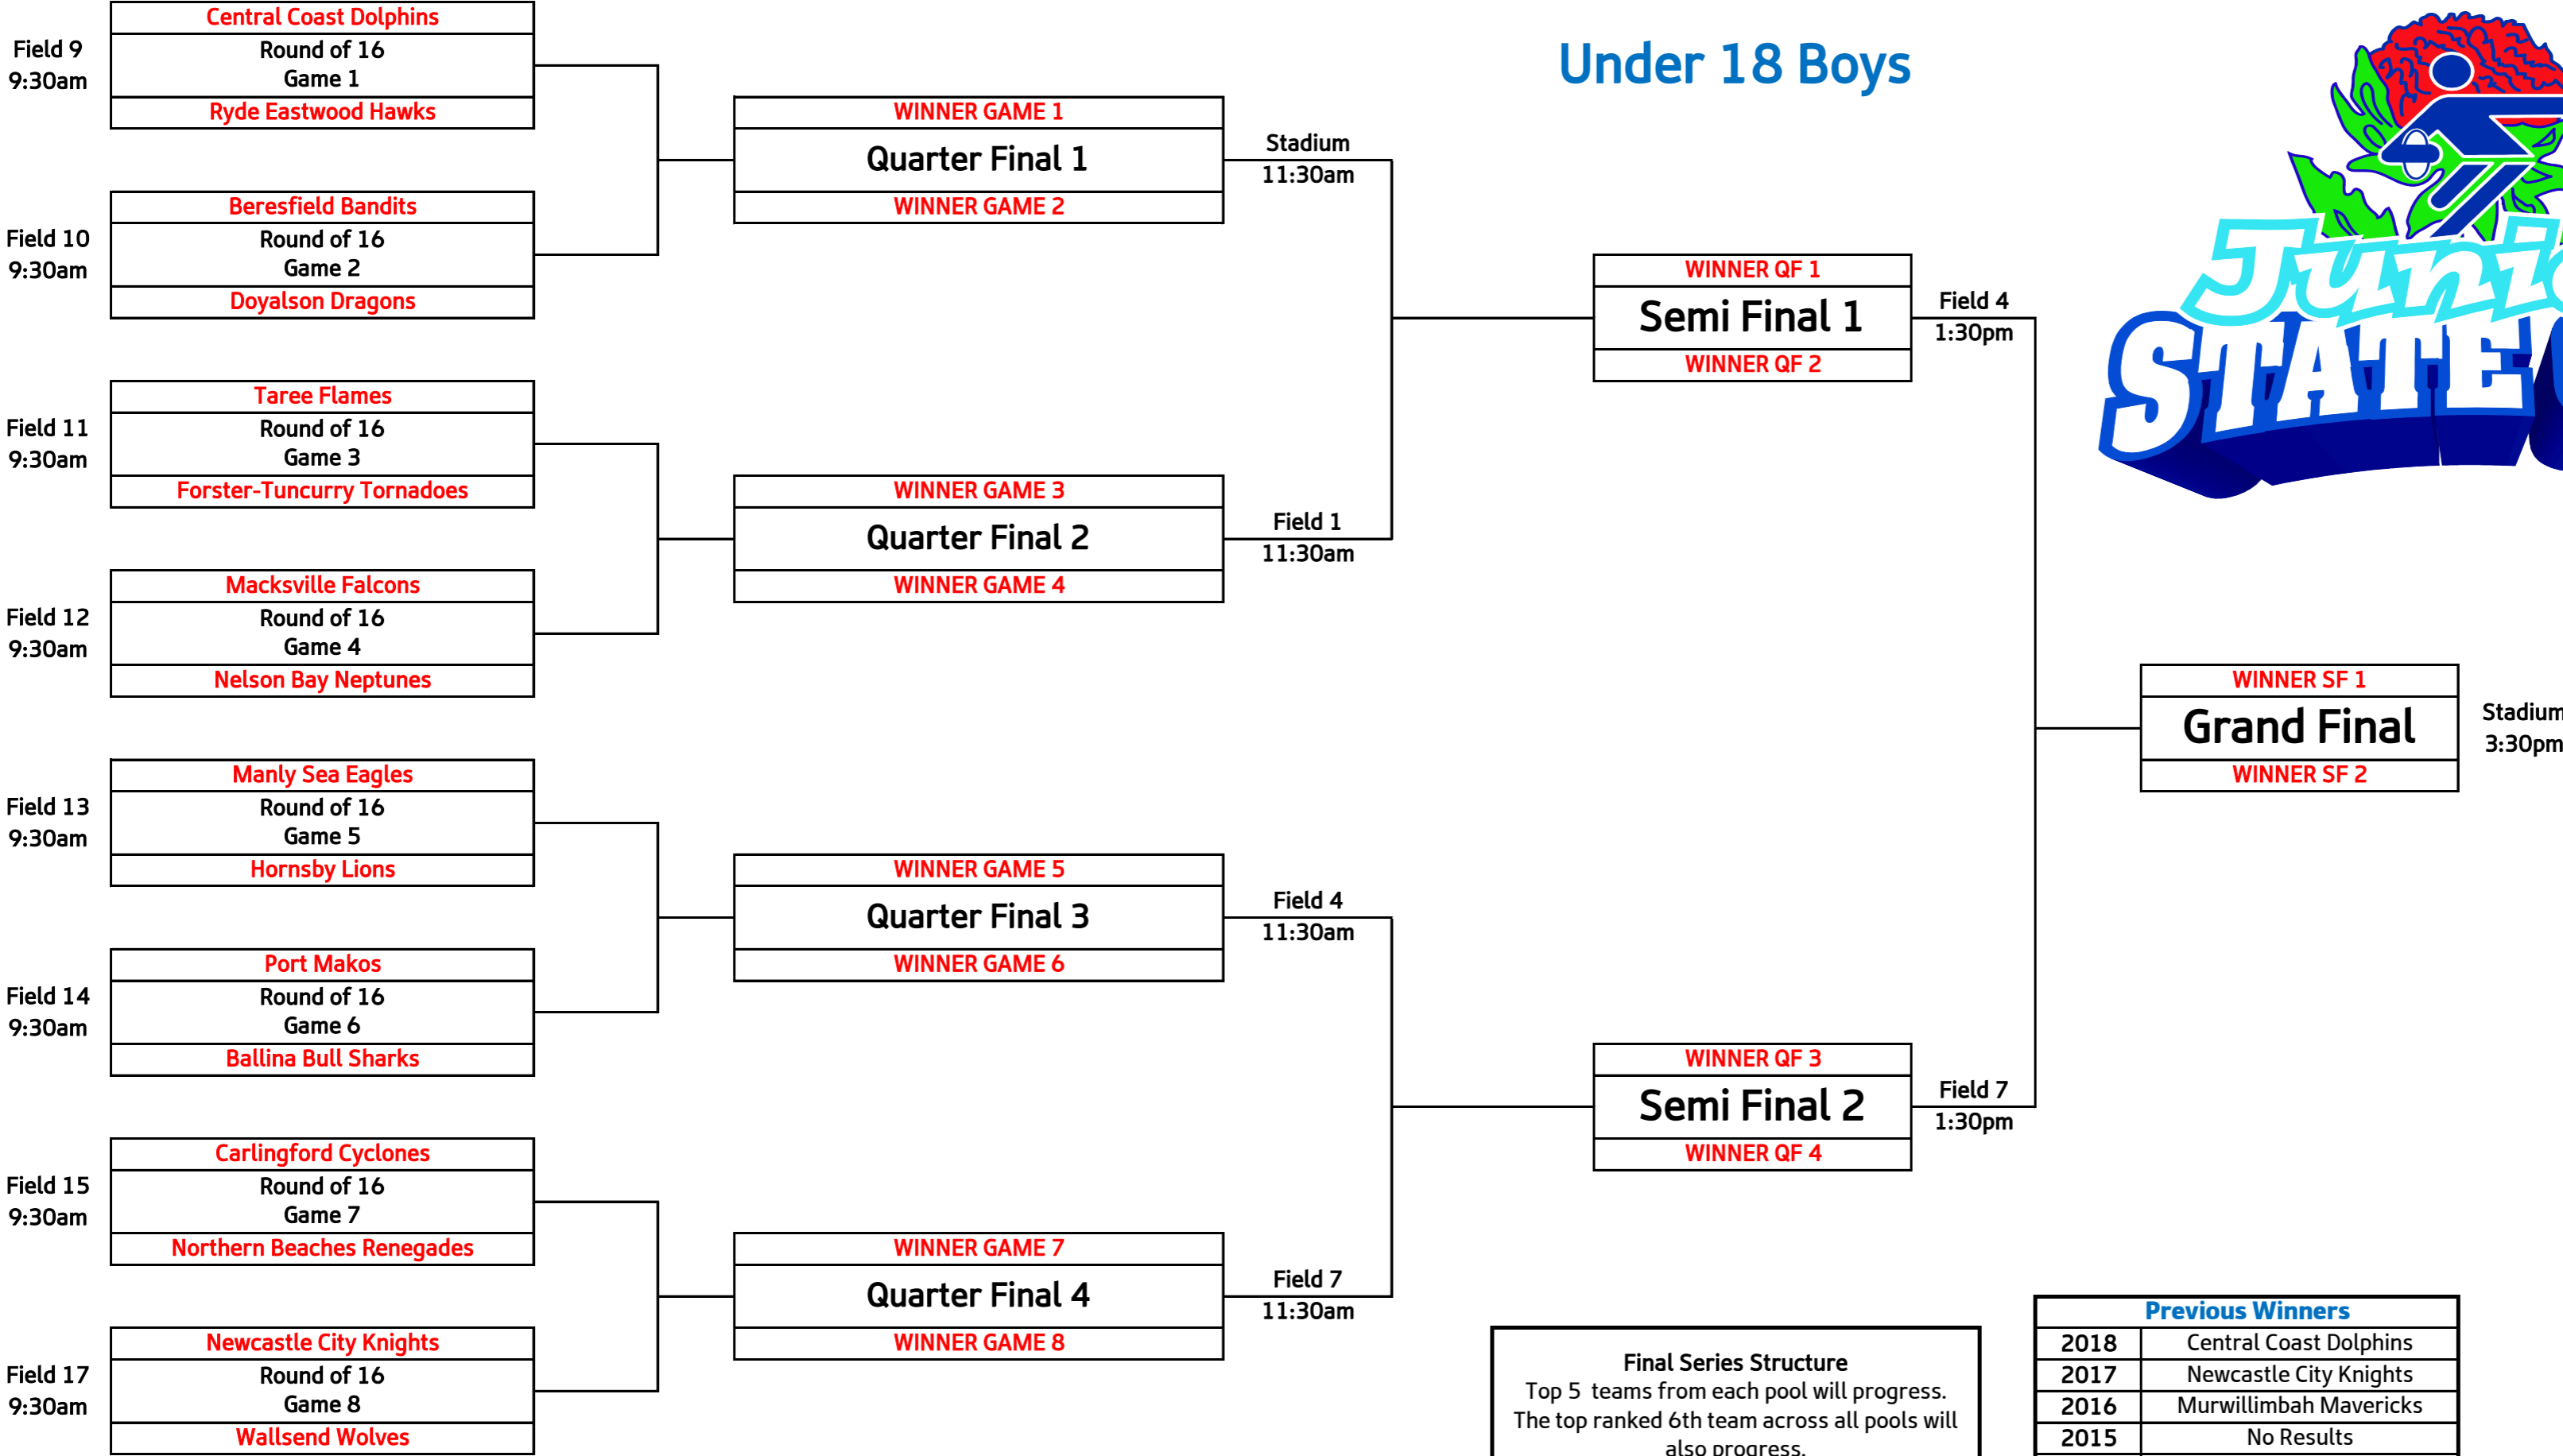 Under 18 Boys
Junio
STATE
Field 9
9:30am
Central Coast Dolphins
Round of 16
Game 1
Ryde Eastwood Hawks
Field 10
9:30am
Beresfield Bandits
Round of 16
Game 2
Doyalson Dragons
Field 11
9:30am
Taree Flames
Round of 16
Game 3
Forster-Tuncurry Tornadoes
Field 12
9:30am
Macksville Falcons
Round of 16
Game 4
Nelson Bay Neptunes
Field 13
9:30am
Manly Sea Eagles
Round of 16
Game 5
Hornsby Lions
Field 14
9:30am
Port Makos
Round of 16
Game 6
Ballina Bull Sharks
Field 15
9:30am
Carlingford Cyclones
Round of 16
Game 7
Northern Beaches Renegades
Field 17
9:30am
Newcastle City Knights
Round of 16
Game 8
Wallsend Wolves
WINNER GAME 1
Quarter Final 1
WINNER GAME 2
Stadium
11:30am
WINNER GAME 3
Quarter Final 2
WINNER GAME 4
Field 1
11:30am
WINNER GAME 5
Quarter Final 3
WINNER GAME 6
Field 4
11:30am
WINNER GAME 7
Quarter Final 4
WINNER GAME 8
Field 7
11:30am
WINNER QF 1
Semi Final 1
WINNER QF 2
Field 4
1:30pm
WINNER QF 3
Semi Final 2
WINNER QF 4
Field 7
1:30pm
WINNER SF 1
Grand Final
WINNER SF 2
Stadium
3:30pm
Final Series Structure
Top 5 teams from each pool will progress.
The top ranked 6th team across all pools will
also progress.
Previous Winners
2018 Central Coast Dolphins
2017 Newcastle City Knights
2016 Murwillimbah Mavericks
2015 No Results